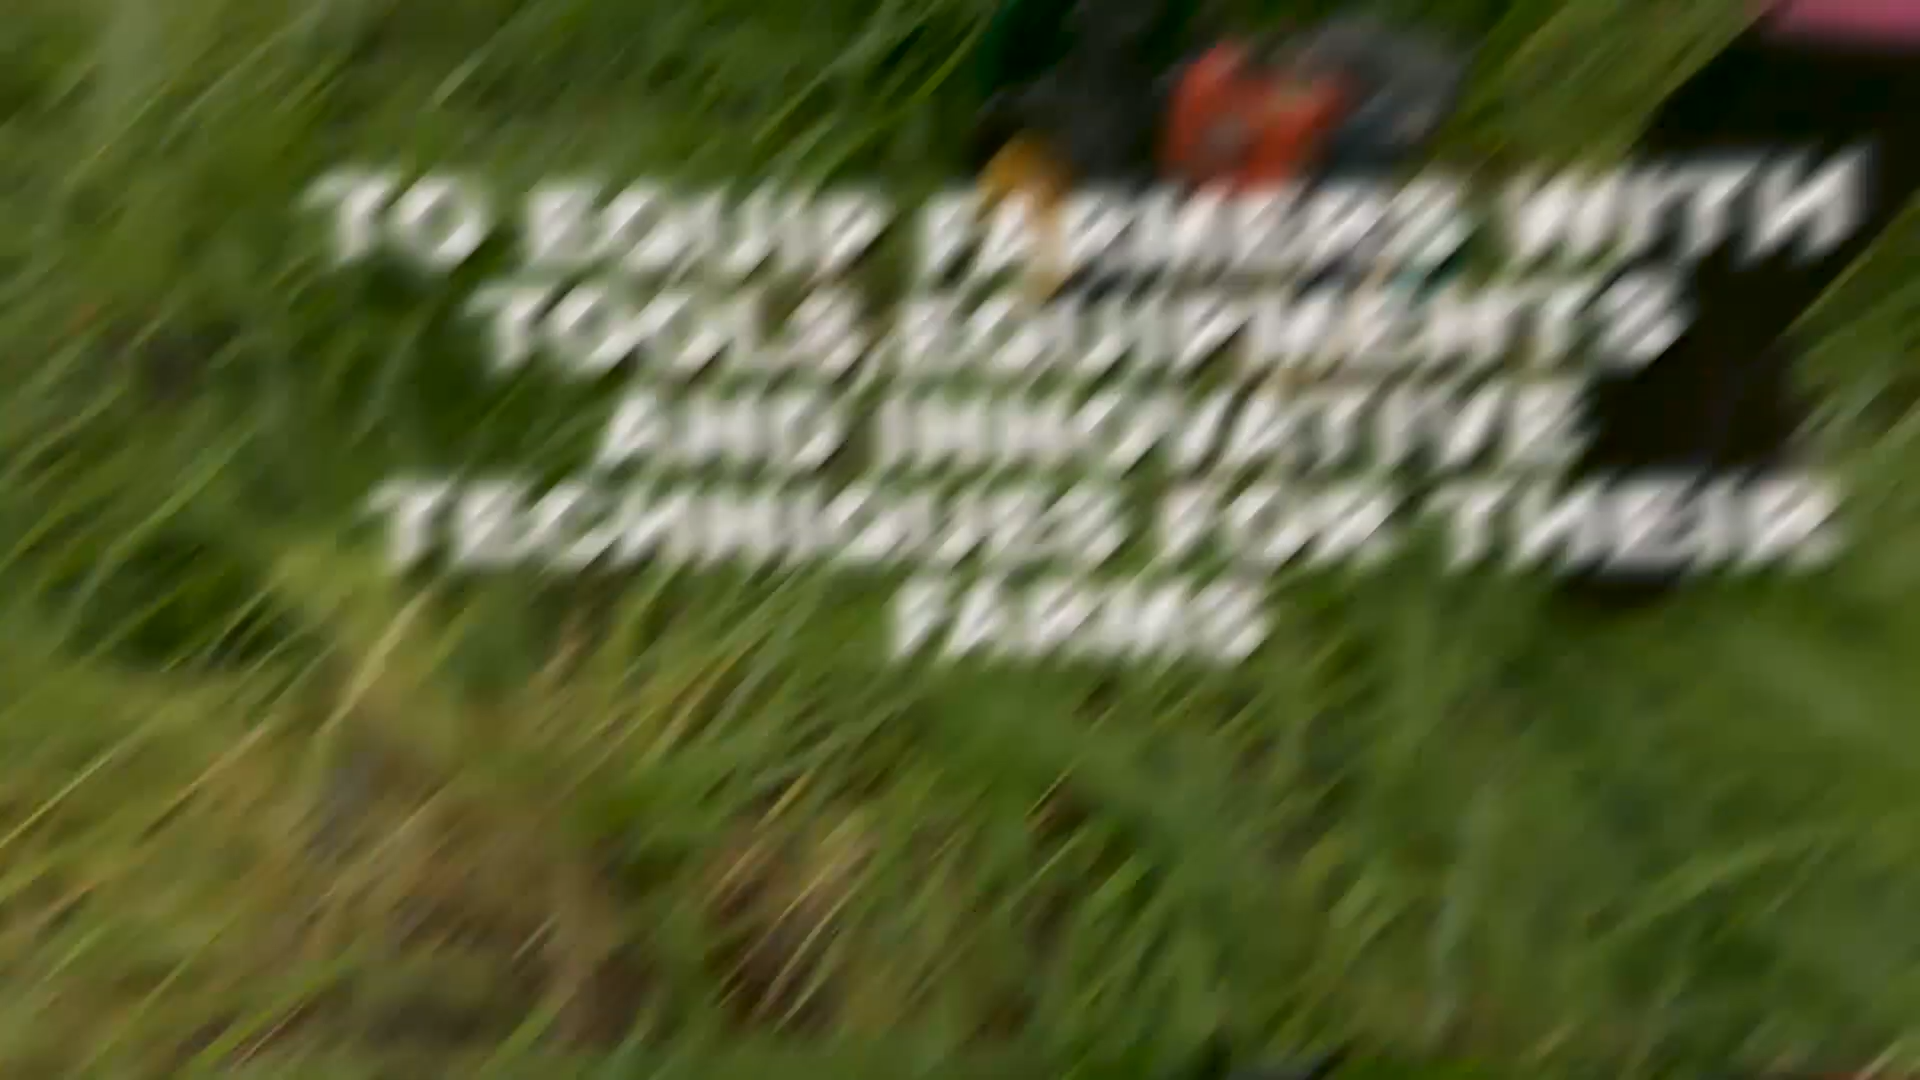 TO EQUIP FARMERS WITH
TOOLS, EQUIPMENTS
AND INNOVATIVE
TECHNIQUES FOR THEIR
FARMS